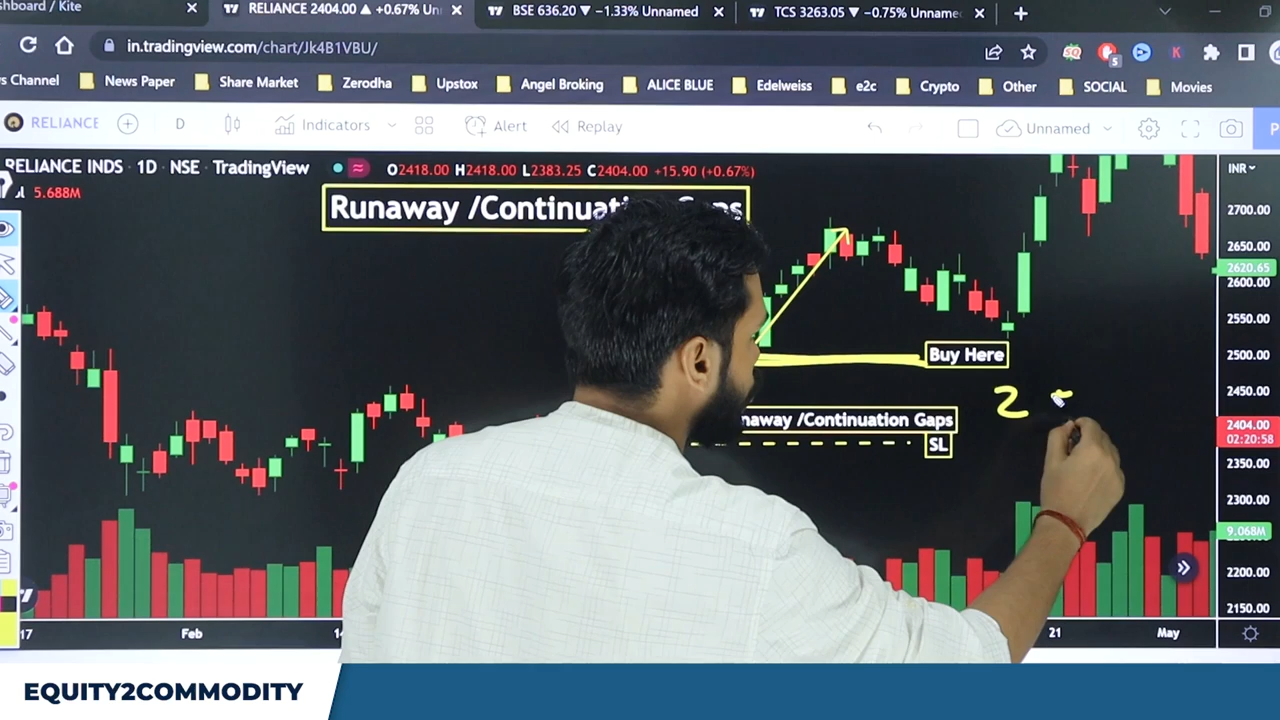 shboard / Kite
RELIANCE 2404.00 ▲ +0.67% Un
BSE 636.20 ▼ −1.33% Unnamed
TCS 3263.05 ▼ −0.75% Unname
in.tradingview.com/chart/Jk4B1VBU/
5
K
s Channel
News Paper
Share Market
Zerodha
Upstox
Angel Broking
ALICE BLUE
Edelweiss
e2c
Crypto
Other
SOCIAL
Movies
RELIANCE
D
Indicators
Alert
Replay
Unnamed
P
RELIANCE INDS · 1D · NSE · TradingView
O2418.00 H2418.00 L2383.25 C2404.00 +15.90 (+0.67%)
INR
5.688M
Runaway /Continuation Gaps
2700.00
2650.00
2620.65
2600.00
2550.00
2500.00
Buy Here
2450.00
2
naway /Continuation Gaps
2404.00
02:20:58
SL
2350.00
2300.00
9.068M
2200.00
2150.00
17
Feb
14
21
May
EQUITY2COMMODITY